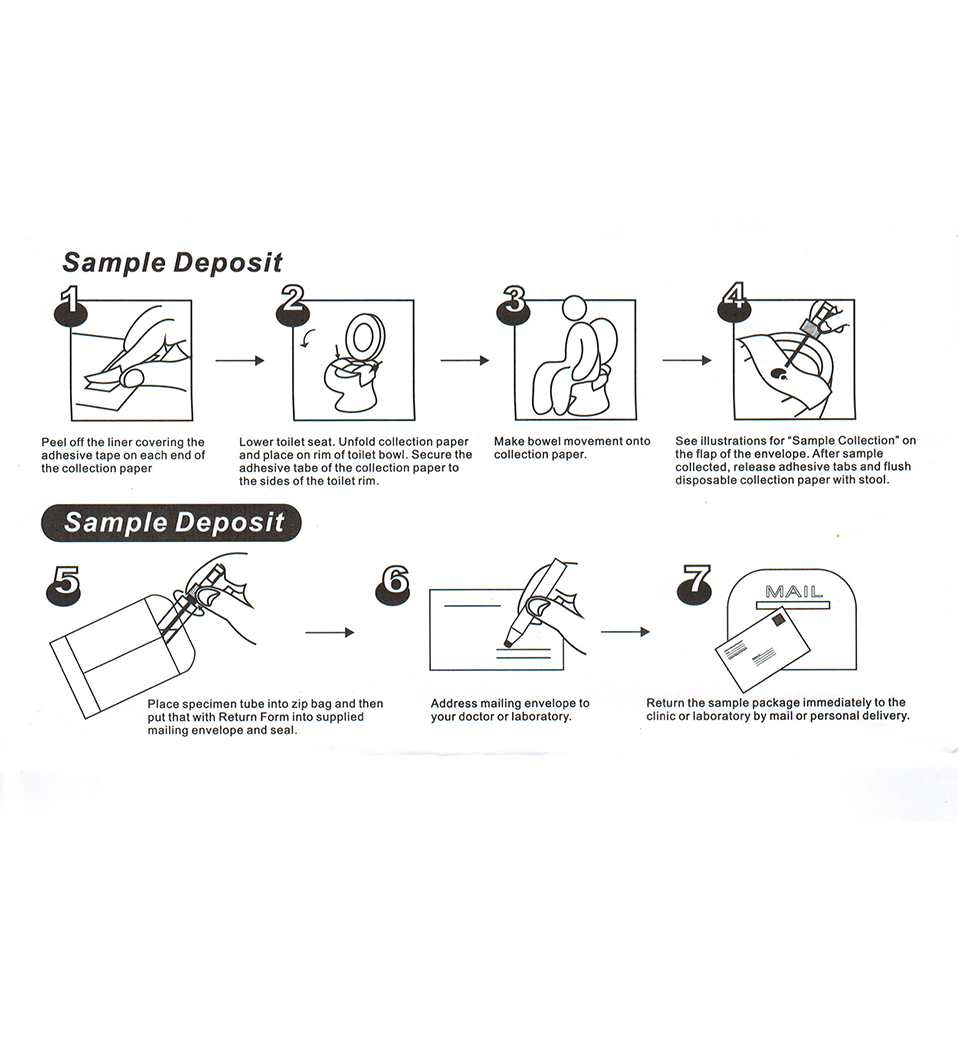 Sample Deposit
1
2
3
4
Peel off the liner covering the
adhesive tape on each end of
the collection paper
Lower toilet seat. Unfold collection paper
and place on rim of toilet bowl. Secure the
adhesive tabe of the collection paper to
the sides of the toilet rim.
Make bowel movement onto
collection paper.
See illustrations for “Sample Collection” on
the flap of the envelope. After sample
collected, release adhesive tabs and flush
disposable collection paper with stool.
Sample Deposit
5
6
7
MAIL
Place specimen tube into zip bag and then
put that with Return Form into supplied
mailing envelope and seal.
Address mailing envelope to
your doctor or laboratory.
Return the sample package immediately to the
clinic or laboratory by mail or personal delivery.